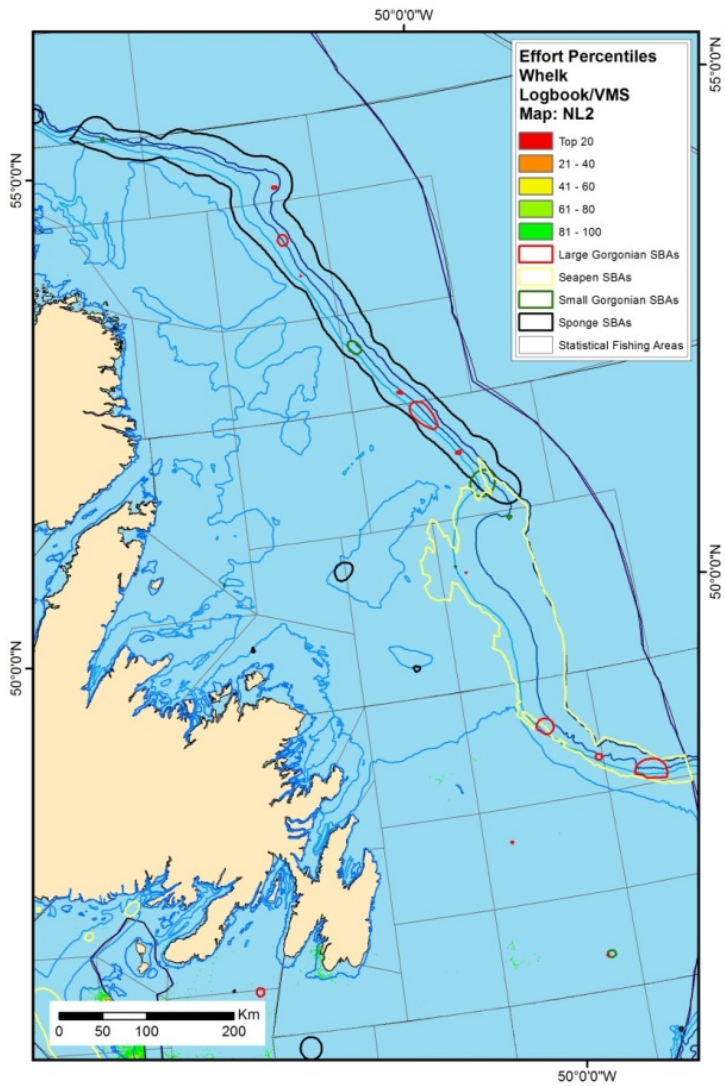 50°0'0"W
55°0'0"N
Effort Percentiles
Whelk
Logbook/VMS
Map: NL2
Top 20
21 - 40
41 - 60
61 - 80
81 - 100
Large Gorgonian SBAs
Seapen SBAs
Small Gorgonian SBAs
Sponge SBAs
Statistical Fishing Areas
55°0'0"N
50°0'0"N
50°0'0"N
Km
0 50 100 200
50°0'0"W